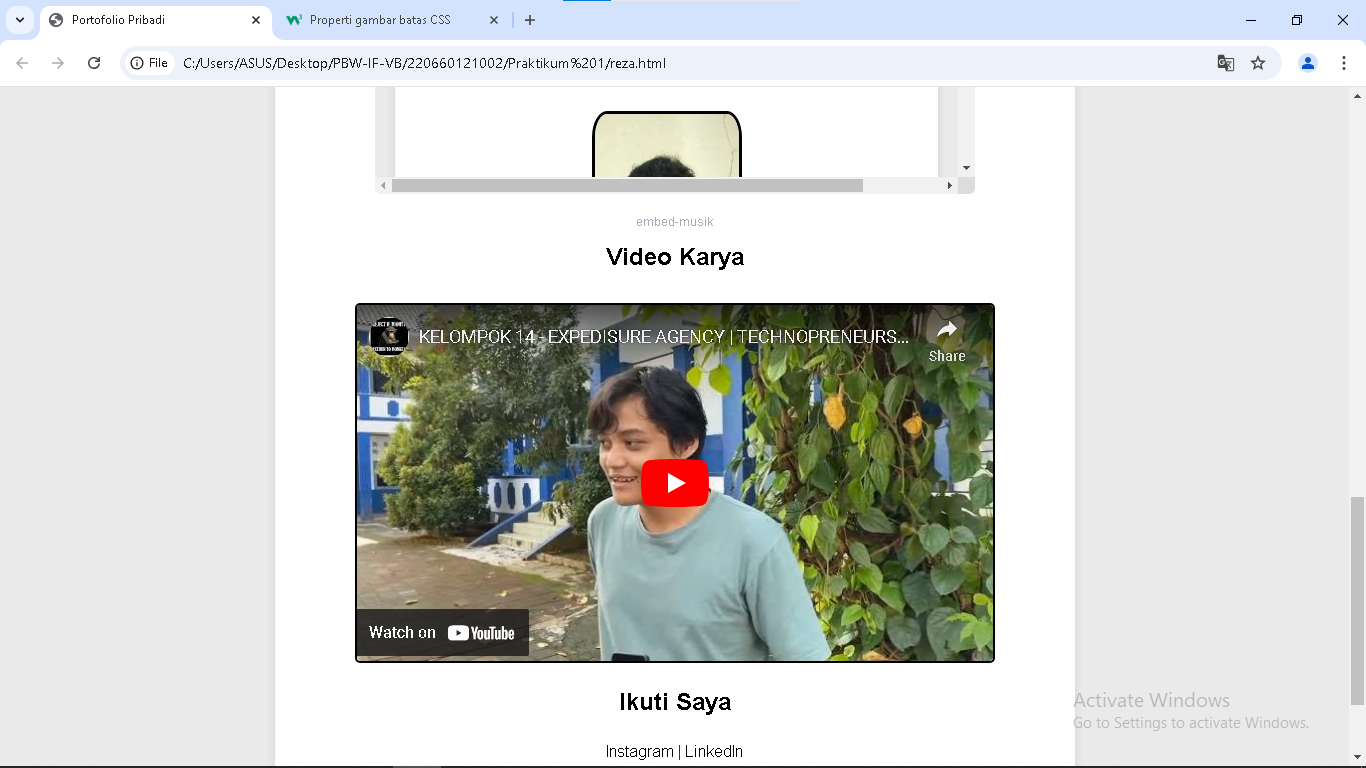 Portofolio Pribadi
Properti gambar batas CSS
File
C:/Users/ASUS/Desktop/PBW-IF-VB/220660121002/Praktikum%201/reza.html
embed-musik
Video Karya
KELOMPOK 14 - EXPEDISURE AGENCY | TECHNOPRENEURS...
Share
Watch on YouTube
Ikuti Saya
Instagram | LinkedIn
Activate Windows
Go to Settings to activate Windows.